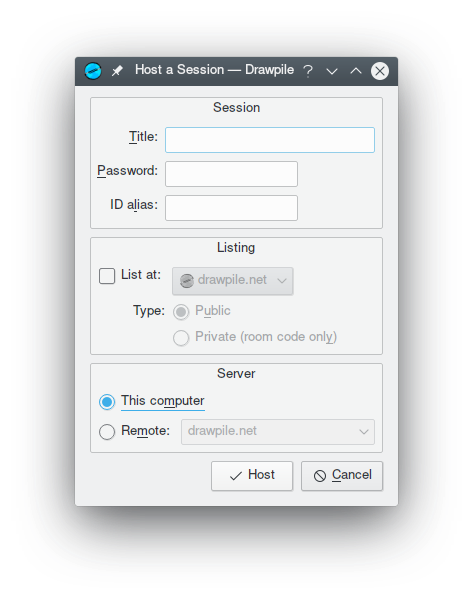 Host a Session — Drawpile ?
Session
Title:
Password:
ID alias:
Listing
List at: drawpile.net
Type: Public
Private (room code only)
Server
This computer
Remote: drawpile.net
Host Cancel